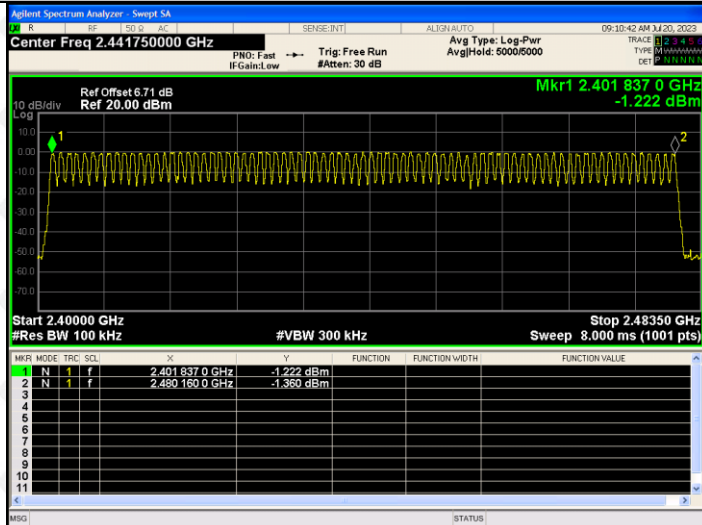 Agilent Spectrum Analyzer - Swept SA
R RF 50 Ω AC SENSE:INT ALIGN AUTO 09:10:42 AM Jul 20, 2023
Center Freq 2.441750000 GHz
PNO: Fast Trig: Free Run
IFGain:Low #Atten: 30 dB
Avg Type: Log-Pwr
Avg|Hold: 5000/5000
TRACE 1 2 3 4 5 6
TYPE M
DET P N N N N N
Ref Offset 6.71 dB
10 dB/div Ref 20.00 dBm
Log
Mkr1 2.401 837 0 GHz
-1.222 dBm
10.0
0.00
-10.0
-20.0
-30.0
-40.0
-50.0
-60.0
-70.0
1
2
Start 2.40000 GHz Stop 2.48350 GHz
#Res BW 100 kHz #VBW 300 kHz Sweep 8.000 ms (1001 pts)
MKR MODE TRC SCL X Y FUNCTION FUNCTION WIDTH FUNCTION VALUE
1 N 1 f 2.401 837 0 GHz -1.222 dBm
2 N 1 f 2.480 160 0 GHz -1.360 dBm
3
4
5
6
7
8
9
10
11
MSG STATUS